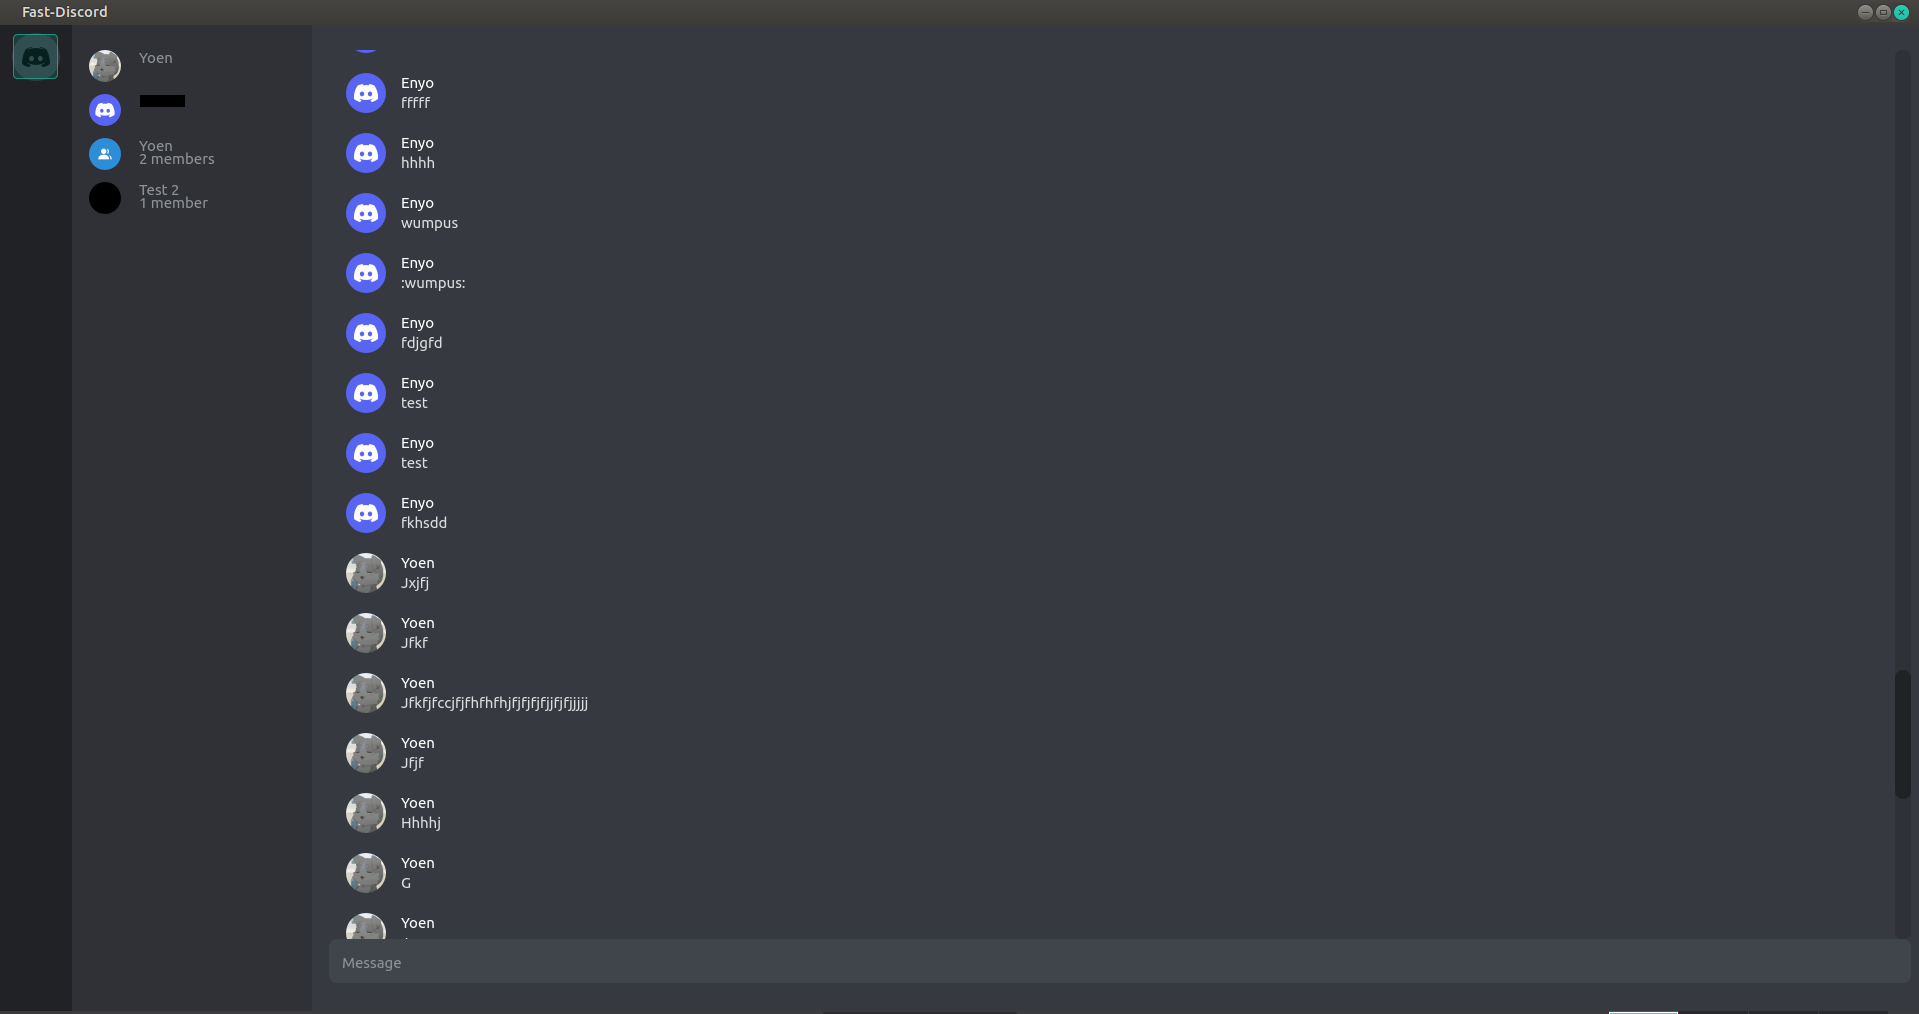 Fast-Discord
Yoen
Yoen
2 members
Test 2
1 member
Enyo
fffff
Enyo
hhhh
Enyo
wumpus
Enyo
:wumpus:
Enyo
fdjgfd
Enyo
test
Enyo
test
Enyo
fkhsdd
Yoen
Jxjfj
Yoen
Jfkf
Yoen
Jfkfjfccjfjfhfhfhjfjfjfjfjjfjfjjjjj
Yoen
Jfjf
Yoen
Hhhhj
Yoen
G
Yoen
Message